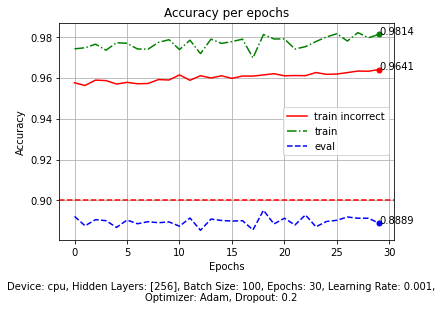 Accuracy per epochs
0.98
0.96
0.94
0.92
0.90
Accuracy
0.9814
0.9641
0.8889
train incorrect
train
eval
0 5 10 15 20 25 30
Epochs
Device: cpu, Hidden Layers: [256], Batch Size: 100, Epochs: 30, Learning Rate: 0.001,
Optimizer: Adam, Dropout: 0.2